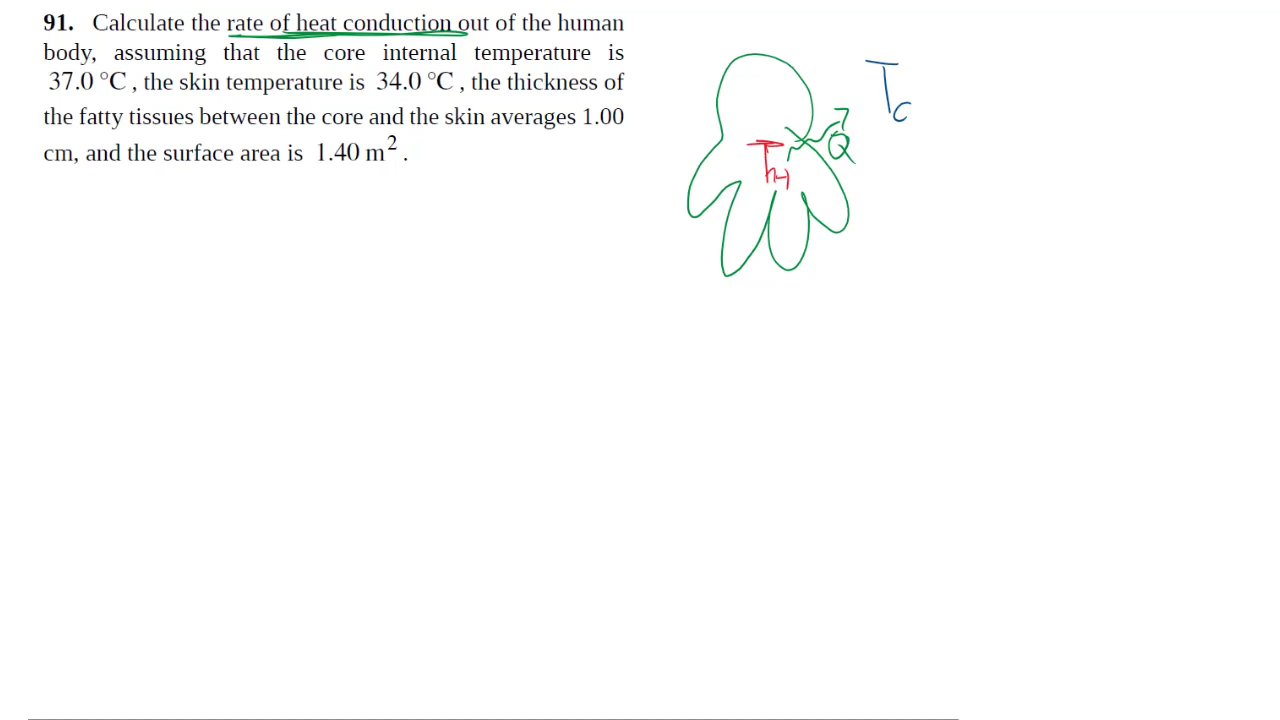 91. Calculate the rate of heat conduction out of the human
body, assuming that the core internal temperature is
37.0 °C , the skin temperature is 34.0 °C , the thickness of
the fatty tissues between the core and the skin averages 1.00
cm, and the surface area is 1.40 m² .
T_C
Q
T_H